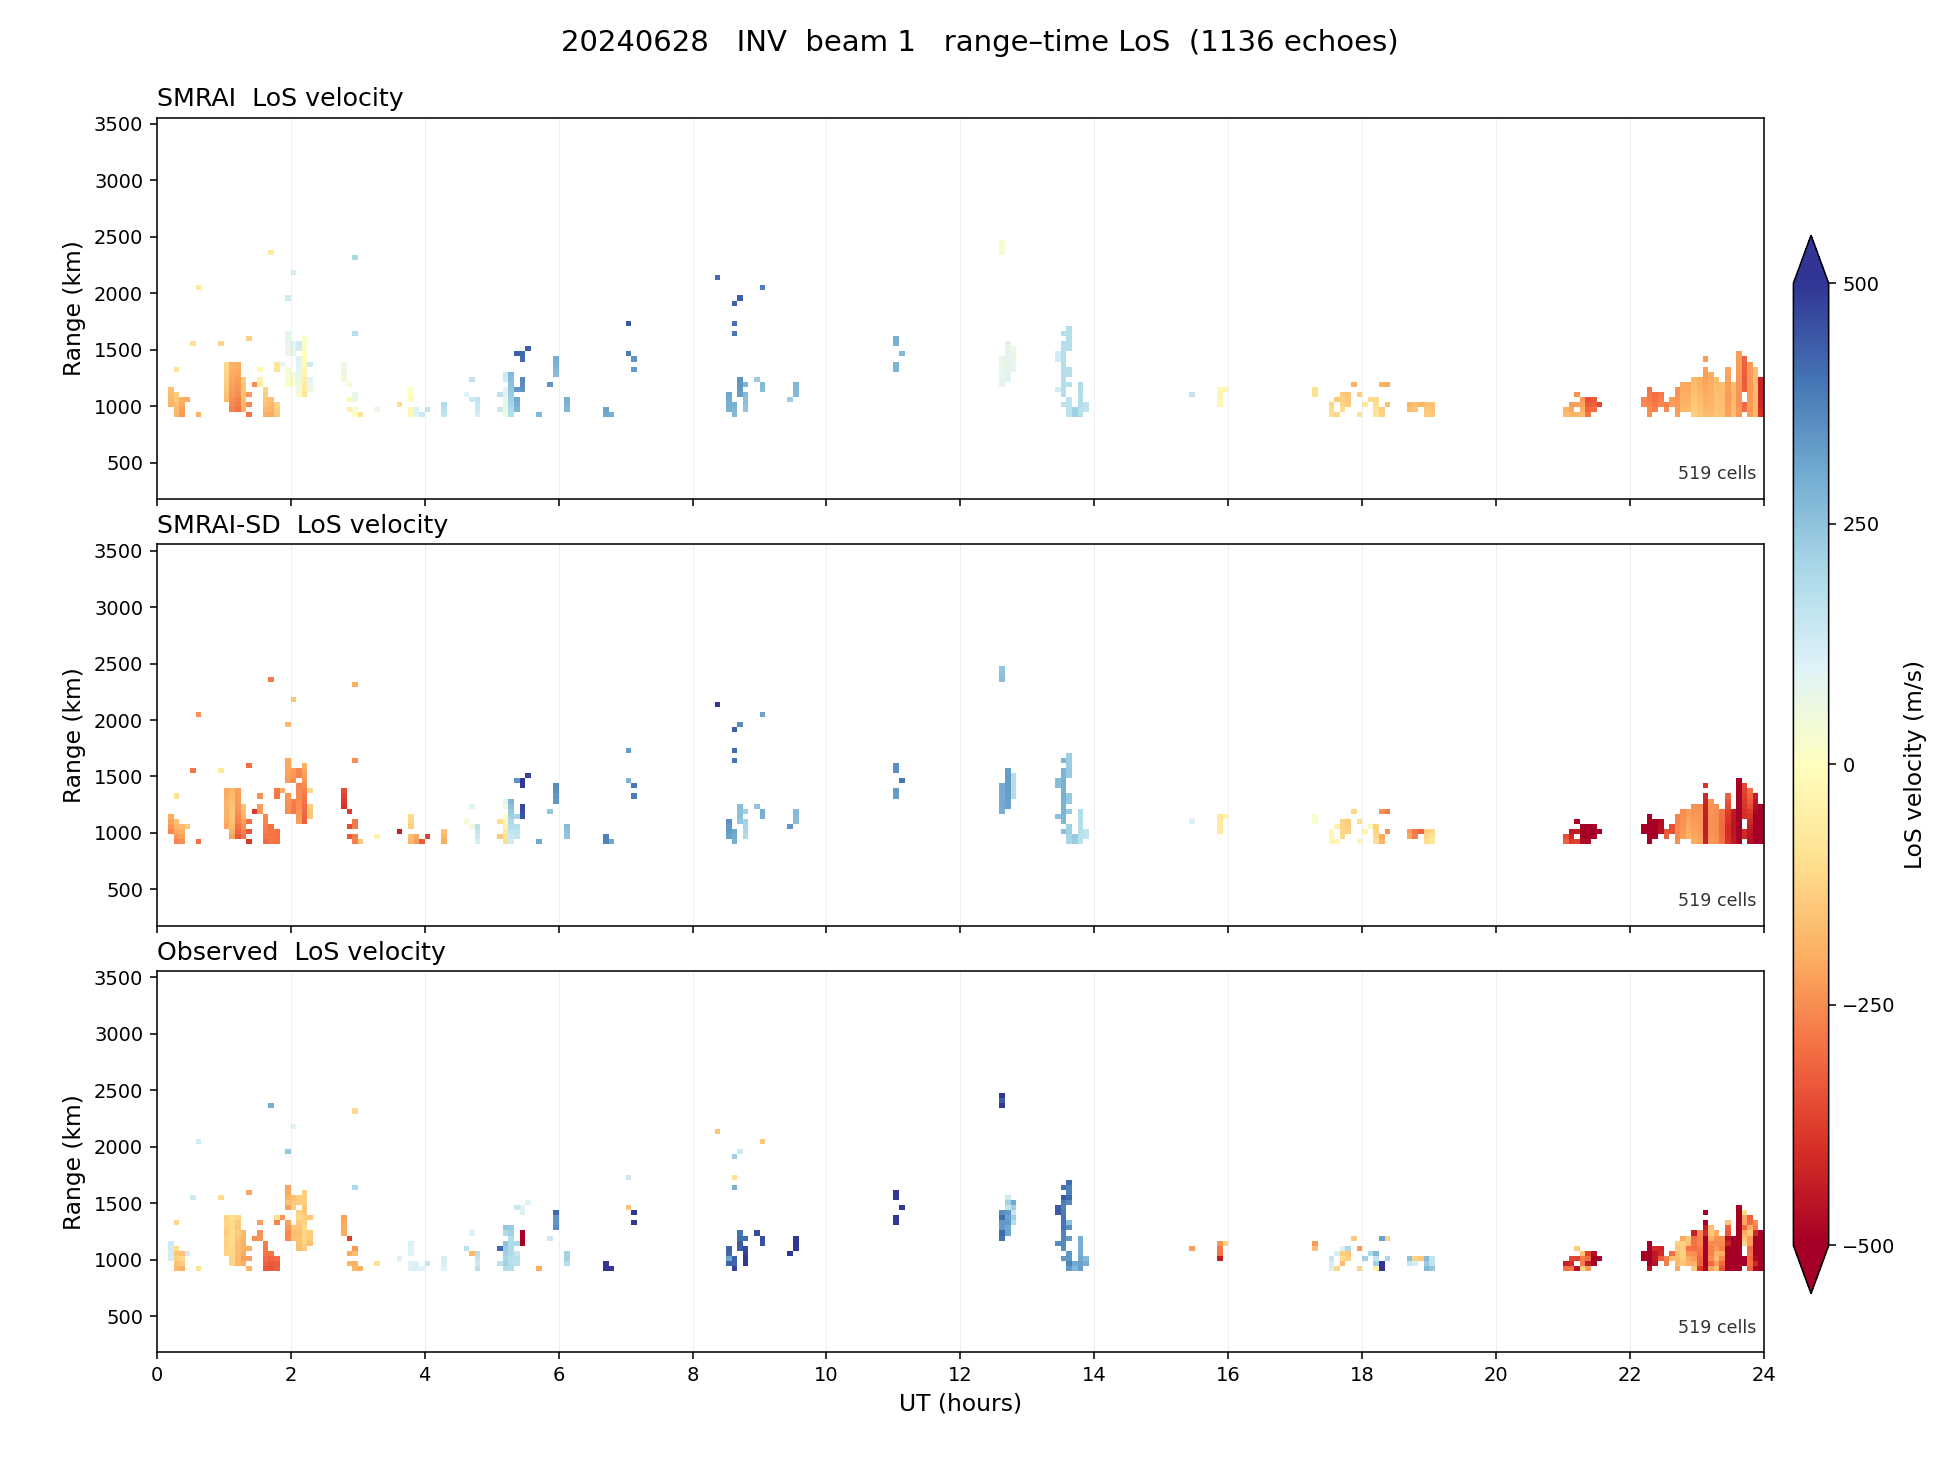 20240628   INV  beam 1   range–time LoS  (1136 echoes)
SMRAI  LoS velocity
3500
3000
2500
2000
1500
1000
500
Range (km)
519 cells
SMRAI-SD  LoS velocity
3500
3000
2500
2000
1500
1000
500
Range (km)
519 cells
Observed  LoS velocity
3500
3000
2500
2000
1500
1000
500
Range (km)
519 cells
0 2 4 6 8 10 12 14 16 18 20 22 24
UT (hours)
500
250
0
−250
−500
LoS velocity (m/s)